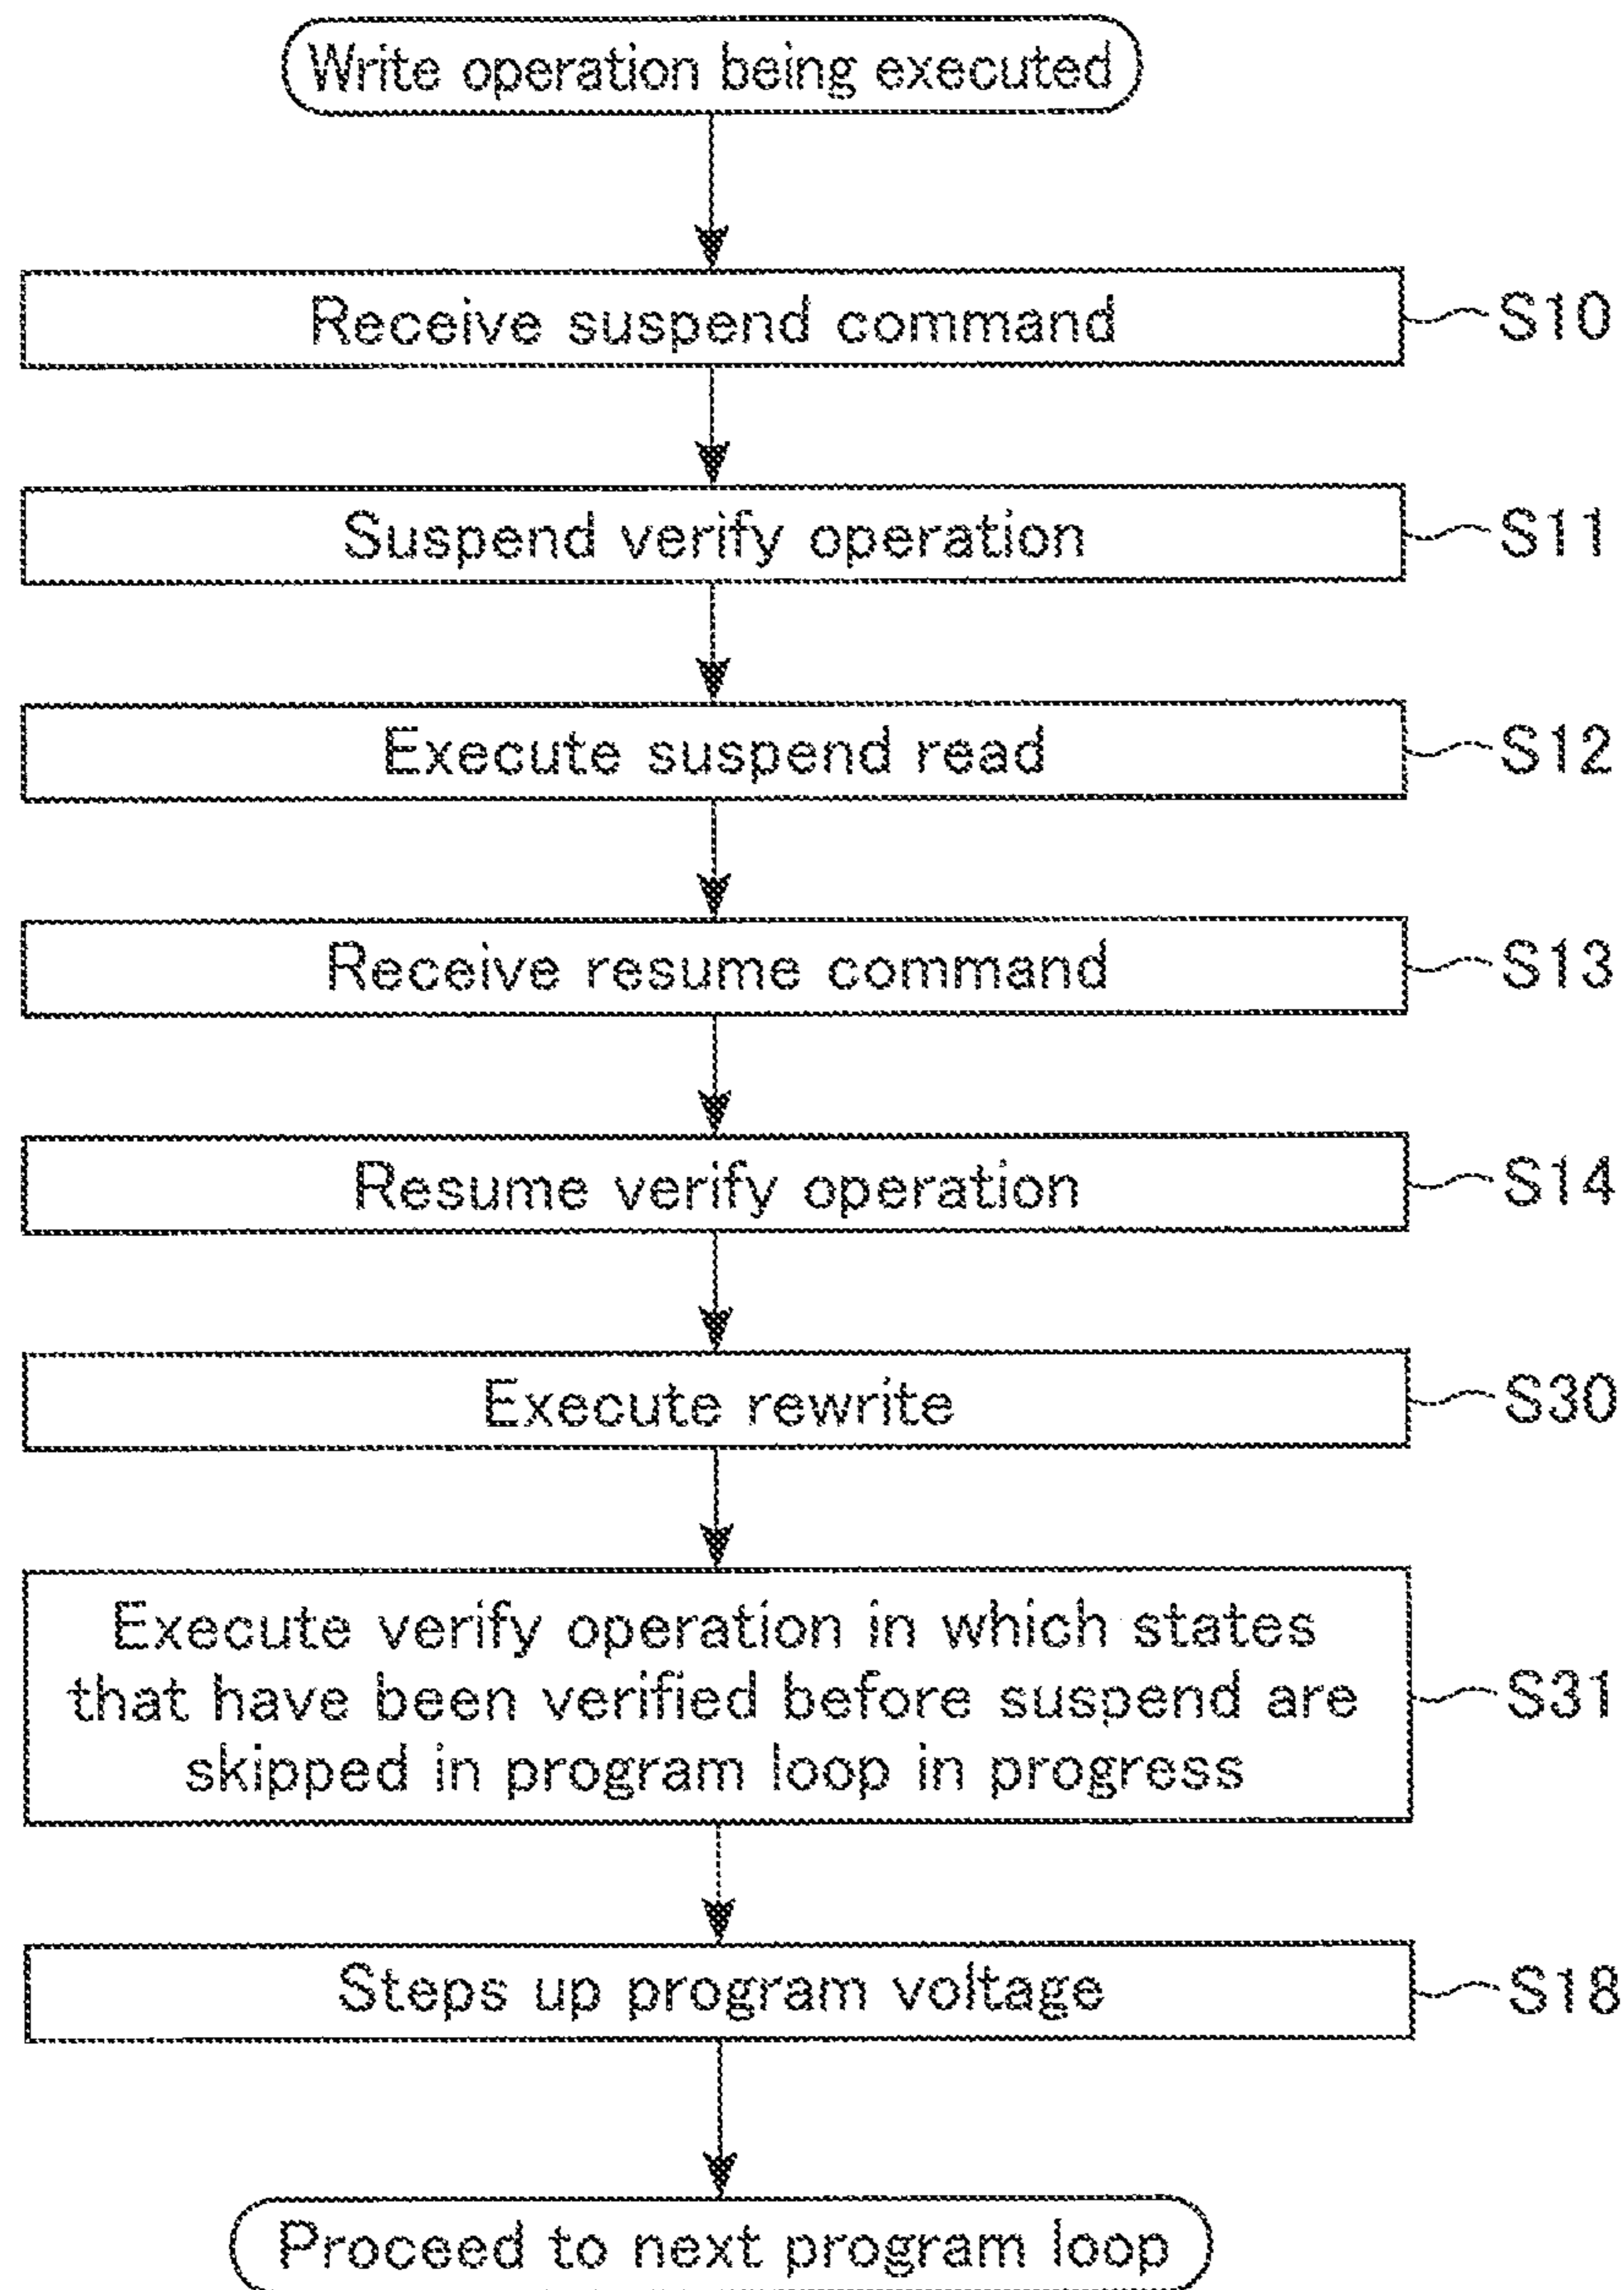 Write operation being executed
Receive suspend command S10
Suspend verify operation S11
Execute suspend read S12
Receive resume command S13
Resume verify operation S14
Execute rewrite S30
Execute verify operation in which states
that have been verified before suspend are S31
skipped in program loop in progress
Steps up program voltage S18
Proceed to next program loop